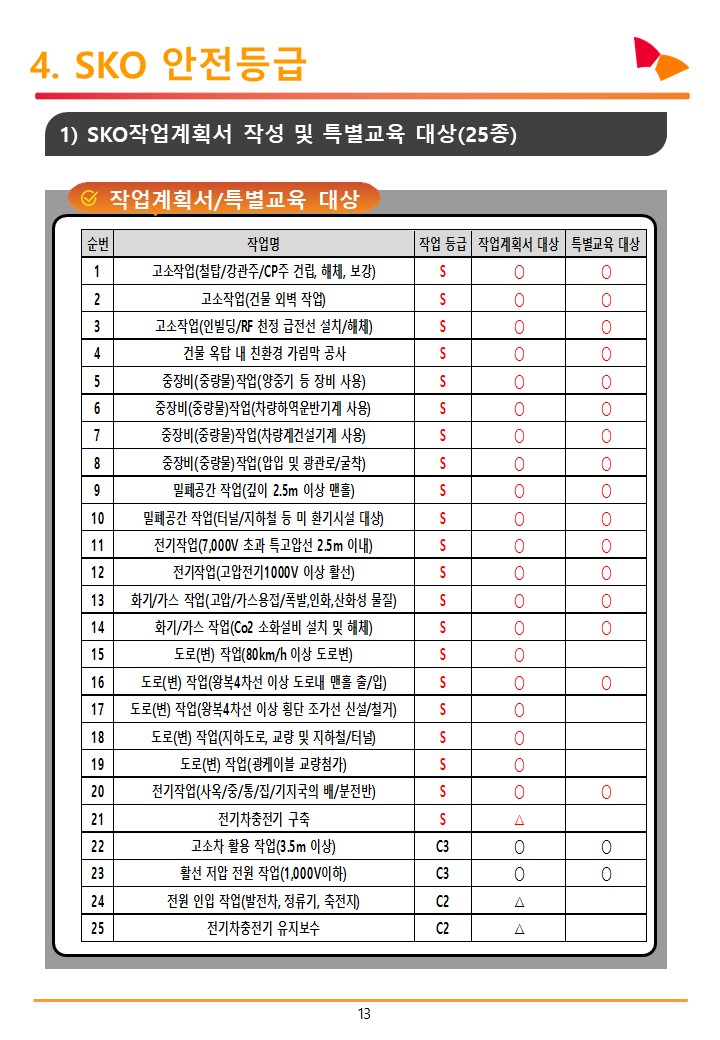 4. SKO 안전등급
1) SKO작업계획서 작성 및 특별교육 대상(25종)
작업계획서/특별교육 대상
순번 작업명 작업 등급 작업계획서 대상 특별교육 대상
1 고소작업(철탑/강관주/CP주 건립, 해체, 보강) S ○ ○
2 고소작업(건물 외벽 작업) S ○ ○
3 고소작업(인빌딩/RF 천정 급전선 설치/해체) S ○ ○
4 건물 옥탑 내 친환경 가림막 공사 S ○ ○
5 중장비(중량물)작업(양중기 등 장비 사용) S ○ ○
6 중장비(중량물)작업(차량하역운반기계 사용) S ○ ○
7 중장비(중량물)작업(차량계건설기계 사용) S ○ ○
8 중장비(중량물)작업(압입 및 광관로/굴착) S ○ ○
9 밀폐공간 작업(깊이 2.5m 이상 맨홀) S ○ ○
10 밀폐공간 작업(터널/지하철 등 미 환기시설 대상) S ○ ○
11 전기작업(7,000V 초과 특고압선 2.5m 이내) S ○ ○
12 전기작업(고압전기1000V 이상 활선) S ○ ○
13 화기/가스 작업(고압/가스용접/폭발,인화,산화성 물질) S ○ ○
14 화기/가스 작업(Co2 소화설비 설치 및 해체) S ○ ○
15 도로(변) 작업(80km/h 이상 도로변) S ○
16 도로(변) 작업(왕복4차선 이상 도로내 맨홀 출/입) S ○ ○
17 도로(변) 작업(왕복4차선 이상 횡단 조가선 신설/철거) S ○
18 도로(변) 작업(지하도로, 교량 및 지하철/터널) S ○
19 도로(변) 작업(광케이블 교량첨가) S ○
20 전기작업(사옥/중/통/집/기지국의 배/분전반) S ○ ○
21 전기차충전기 구축 S △
22 고소차 활용 작업(3.5m 이상) C3 ○ ○
23 활선 저압 전원 작업(1,000V이하) C3 ○ ○
24 전원 인입 작업(발전차, 정류기, 축전지) C2 △
25 전기차충전기 유지보수 C2 △
13